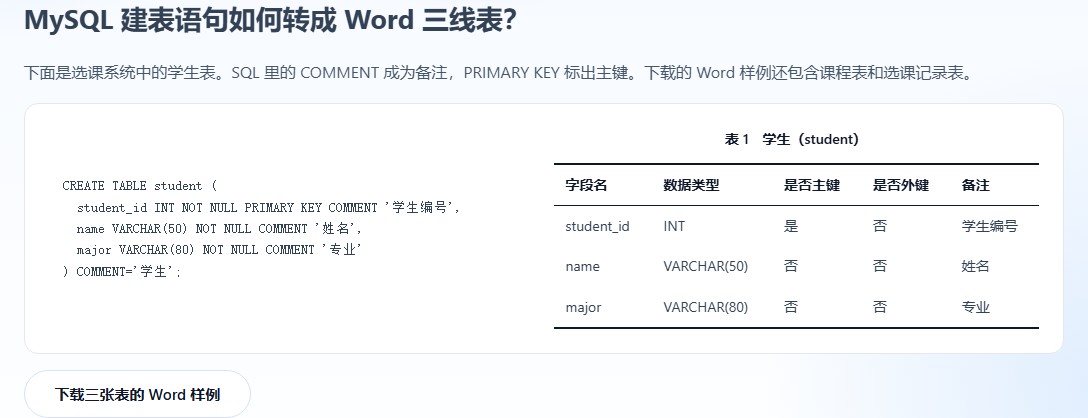 MySQL 建表语句如何转成 Word 三线表？
下面是选课系统中的学生表。SQL 里的 COMMENT 成为备注，PRIMARY KEY 标出主键。下载的 Word 样例还包含课程表和选课记录表。
CREATE TABLE student (
  student_id INT NOT NULL PRIMARY KEY COMMENT '学生编号',
  name VARCHAR(50) NOT NULL COMMENT '姓名',
  major VARCHAR(80) NOT NULL COMMENT '专业'
) COMMENT='学生';
表 1　学生（student）
字段名 数据类型 是否主键 是否外键 备注
student_id INT 是 否 学生编号
name VARCHAR(50) 否 否 姓名
major VARCHAR(80) 否 否 专业
下载三张表的 Word 样例